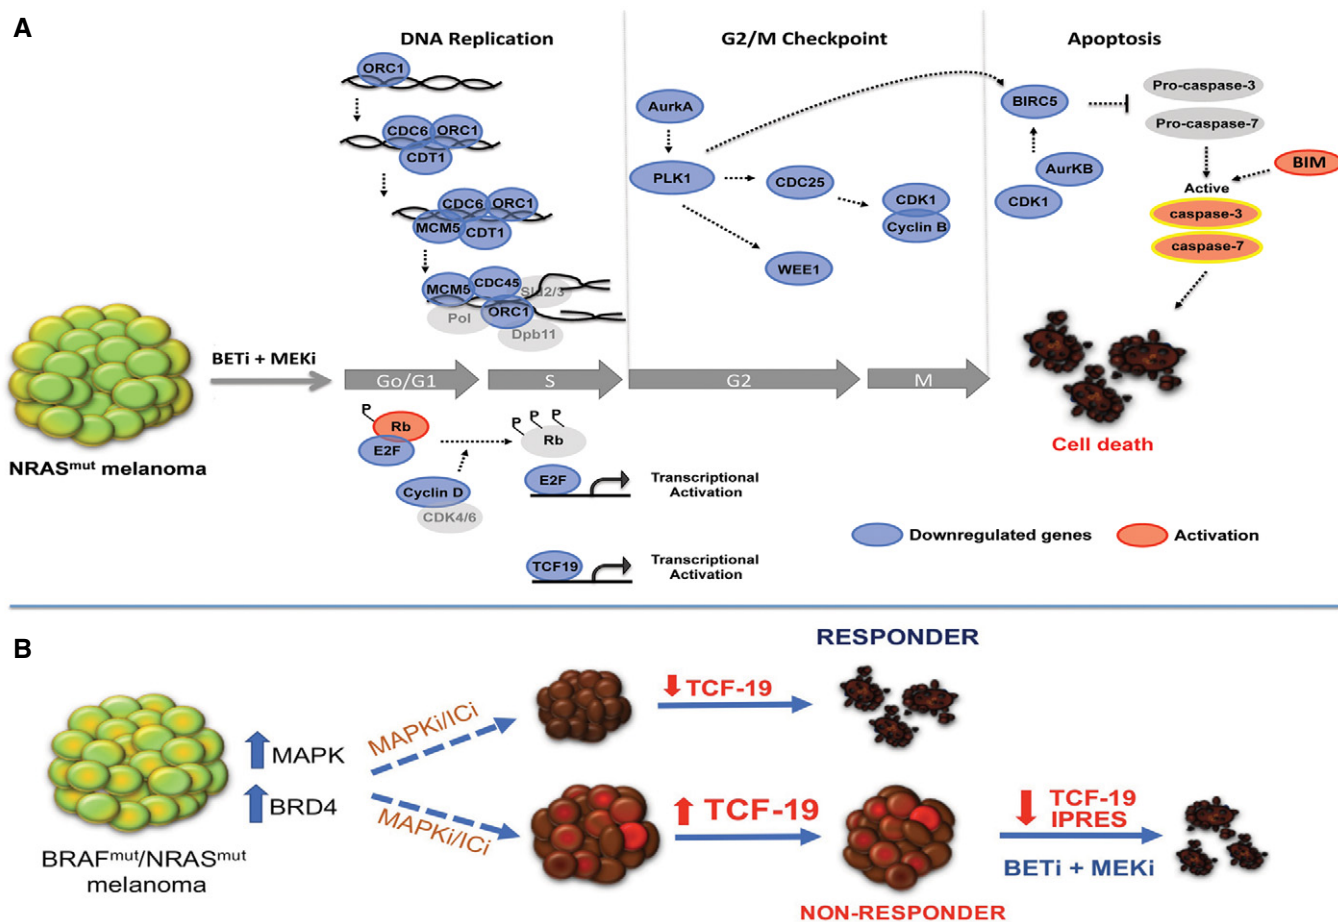 A
DNA Replication
G2/M Checkpoint
Apoptosis
ORC1
CDC6
ORC1
CDT1
CDC6
ORC1
MCM5
CDT1
MCM5
CDC45
Sld2/3
ORC1
Pol
Dpb11
AurkA
PLK1
CDC25
CDK1
Cyclin B
WEE1
BIRC5
AurKB
CDK1
Pro-caspase-3
Pro-caspase-7
BIM
Active
caspase-3
caspase-7
Cell death
NRASmut melanoma
BETi + MEKi
Go/G1
S
G2
M
P
Rb
E2F
P P P
Rb
Cyclin D
CDK4/6
E2F
Transcriptional
Activation
TCF19
Transcriptional
Activation
Downregulated genes
Activation
B
BRAFmut/NRASmut
melanoma
MAPK
BRD4
MAPKi/ICi
MAPKi/ICi
TCF-19
RESPONDER
TCF-19
NON-RESPONDER
TCF-19
IPRES
BETi + MEKi